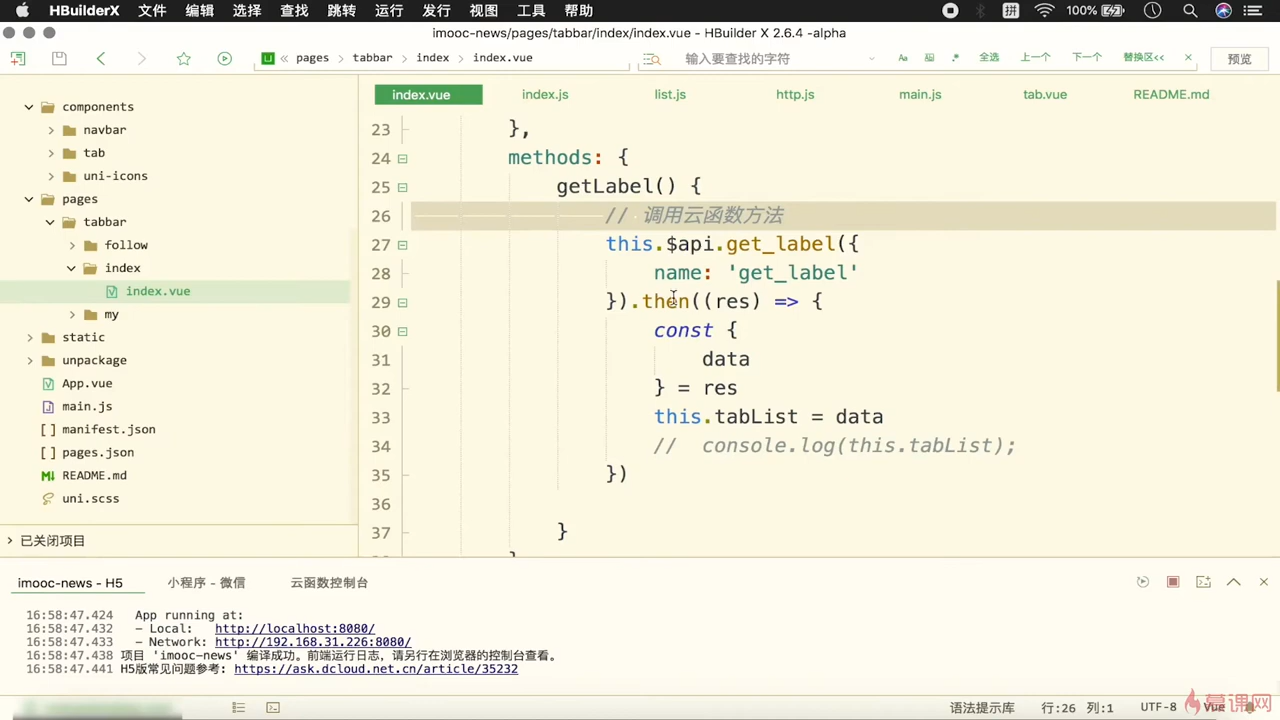 HBuilderX 文件 编辑 选择 查找 跳转 运行 发行 视图 工具 帮助 拼 100%
imooc-news/pages/tabbar/index/index.vue - HBuilder X 2.6.4 -alpha
U « pages › tabbar › index › index.vue 输入要查找的字符 Aa 全选 上一个 下一个 替换区<< 预览
index.vue index.js list.js http.js main.js tab.vue README.md
components
navbar
tab
uni-icons
pages
tabbar
follow
index
index.vue
my
static
unpackage
App.vue
main.js
manifest.json
pages.json
README.md
uni.scss
已关闭项目
23 },
24 methods: {
25 getLabel() {
26 // 调用云函数方法
27 this.$api.get_label({
28 name: 'get_label'
29 }).then((res) => {
30 const {
31 data
32 } = res
33 this.tabList = data
34 // console.log(this.tabList);
35 })
36
37 }
imooc-news - H5 小程序 - 微信 云函数控制台
16:58:47.424 App running at:
16:58:47.432 - Local: http://localhost:8080/
16:58:47.433 - Network: http://192.168.31.226:8080/
16:58:47.438 项目 'imooc-news' 编译成功。前端运行日志，请另行在浏览器的控制台查看。
16:58:47.441 H5版常见问题参考: https://ask.dcloud.net.cn/article/35232
语法提示库 行:26 列:1 UTF-8 Vue
慕课网